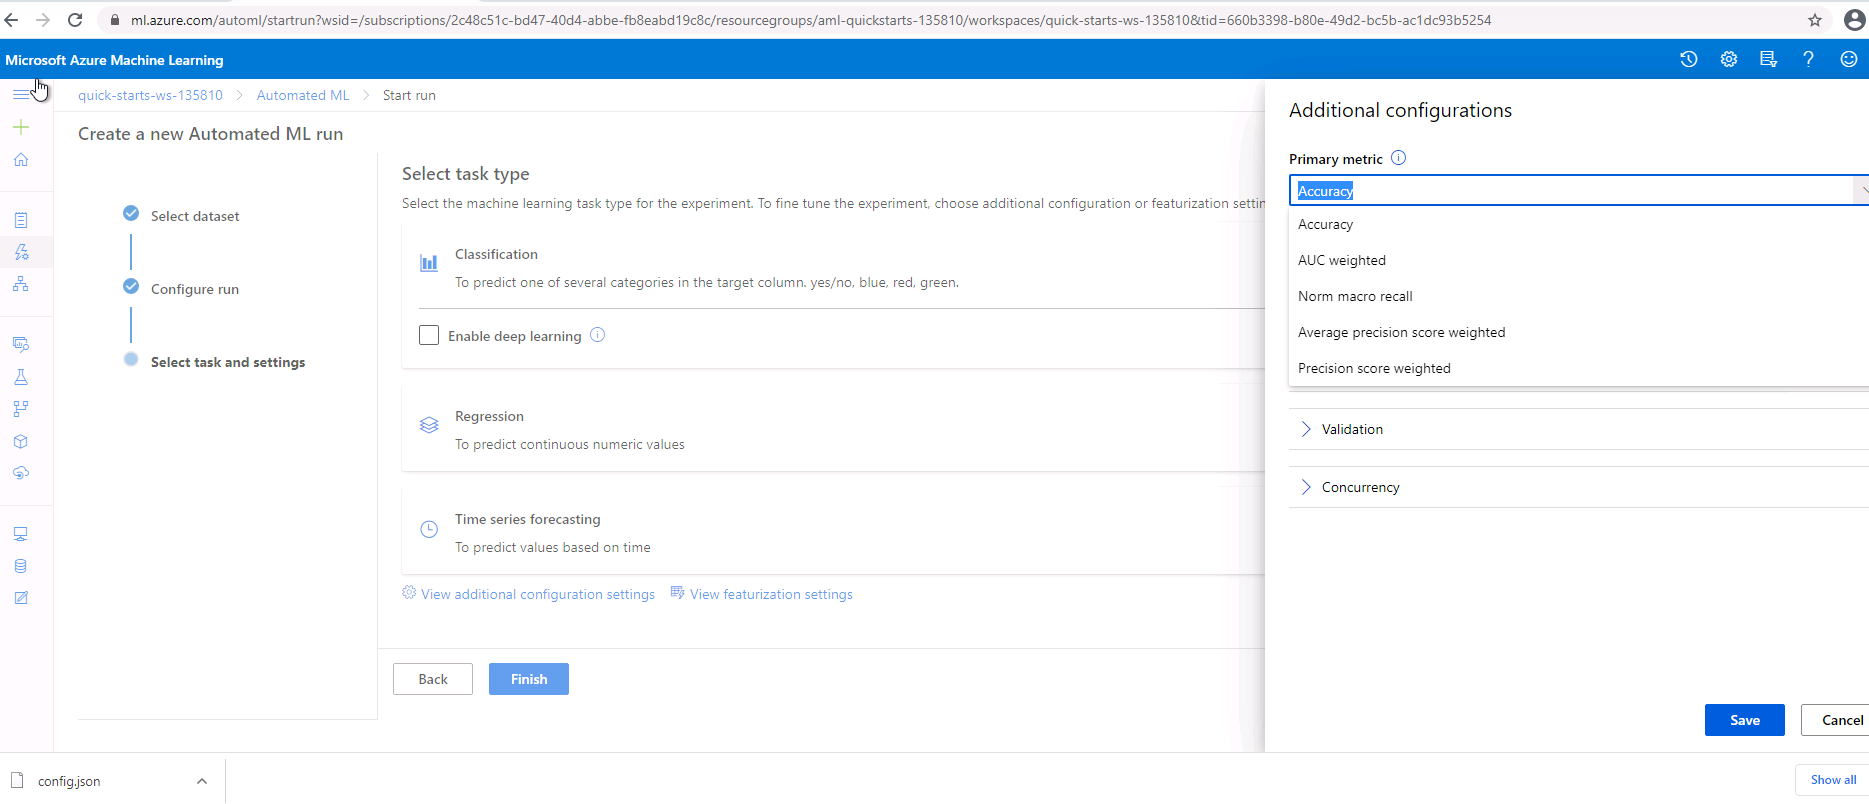 ml.azure.com/automl/startrun?wsid=/subscriptions/2c48c51c-bd47-40d4-abbe-fb8eabd19c8c/resourcegroups/aml-quickstarts-135810/workspaces/quick-starts-ws-135810&tid=660b3398-b80e-49d2-bc5b-ac1dc93b5254
Microsoft Azure Machine Learning
quick-starts-ws-135810 > Automated ML > Start run
Create a new Automated ML run
Select dataset
Configure run
Select task and settings
Select task type
Select the machine learning task type for the experiment. To fine tune the experiment, choose additional configuration or featurization settin
Classification
To predict one of several categories in the target column. yes/no, blue, red, green.
Enable deep learning
Regression
To predict continuous numeric values
Time series forecasting
To predict values based on time
View additional configuration settings View featurization settings
Back Finish
Additional configurations
Primary metric
Accuracy
Accuracy
AUC weighted
Norm macro recall
Average precision score weighted
Precision score weighted
Validation
Concurrency
Save Cancel
config.json
Show all